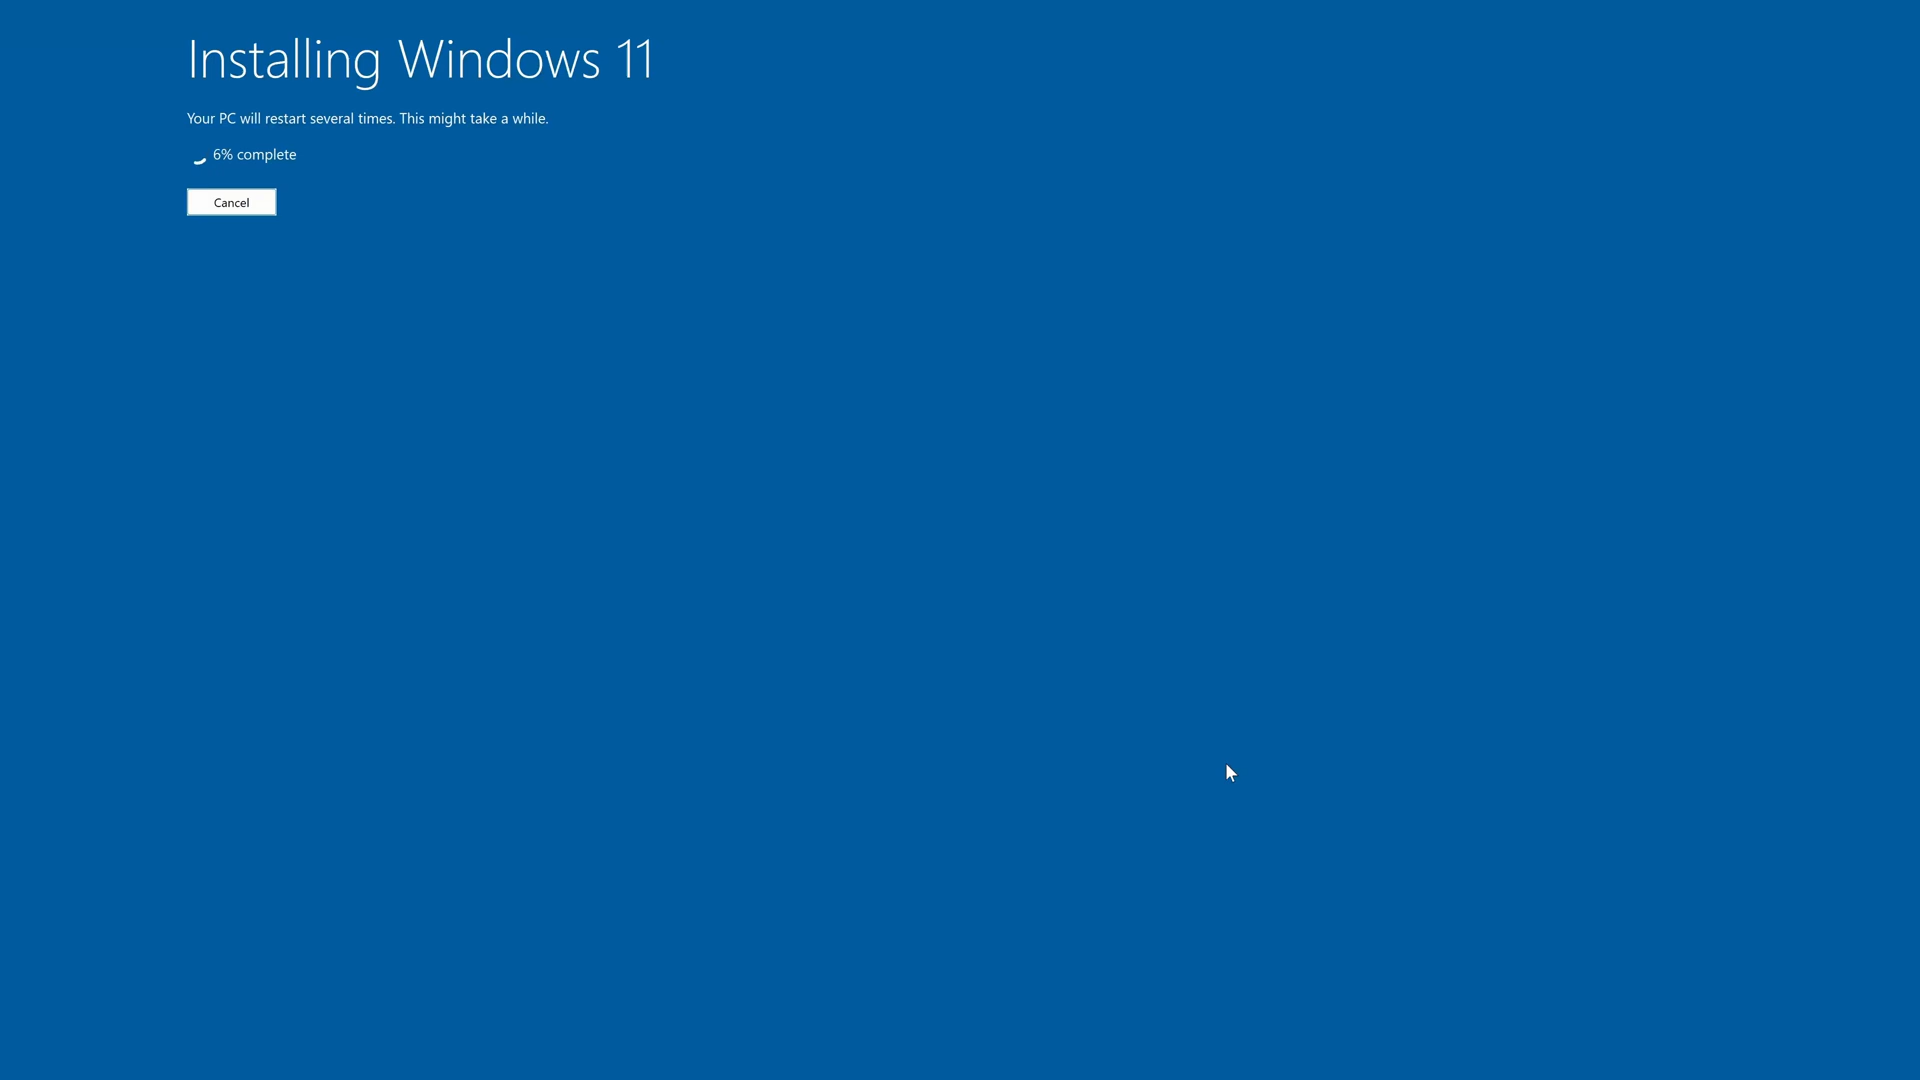 Installing Windows 11
Your PC will restart several times. This might take a while.
6% complete
Cancel